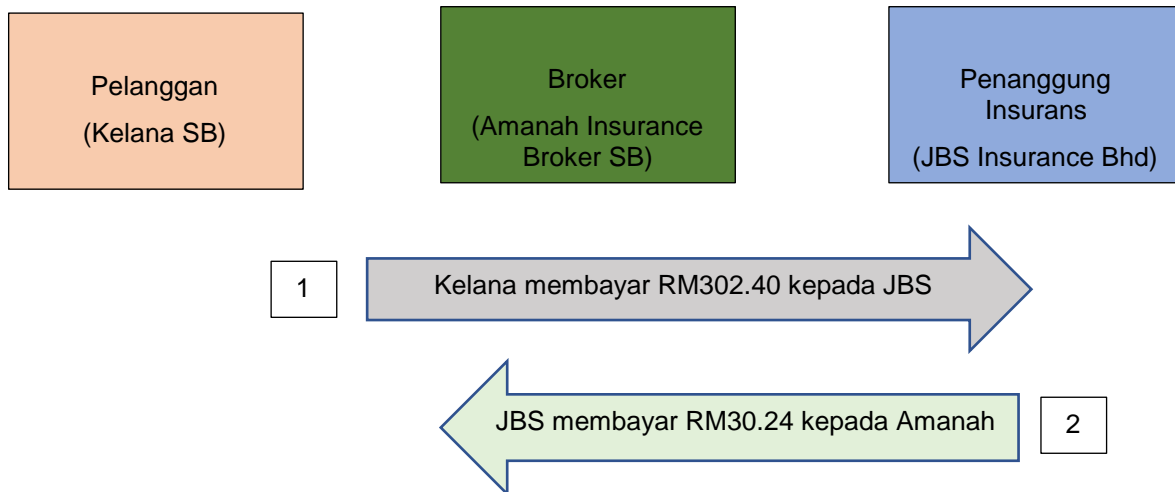 Pelanggan
(Kelana SB)
Broker
(Amanah Insurance
Broker SB)
Penanggung
Insurans
(JBS Insurance Bhd)
1
Kelana membayar RM302.40 kepada JBS
JBS membayar RM30.24 kepada Amanah
2